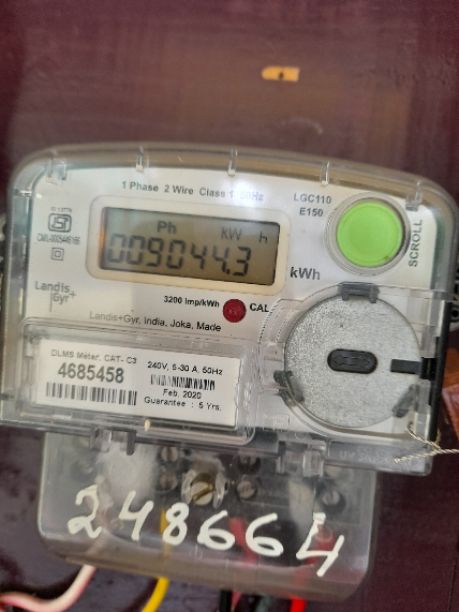 1 Phase 2 Wire Class 1 50Hz
LGC110
E150
Ph kW h
009044.3
kWh
SCROLL
Landis
Gyr+
3200 imp/kWh
CAL
Landis+Gyr, India, Joka, Made
DLMS Meter, CAT- C3
4685458
240V, 5-30 A, 50Hz
Feb. 2020
Guarantee : 5 Yrs.
248664